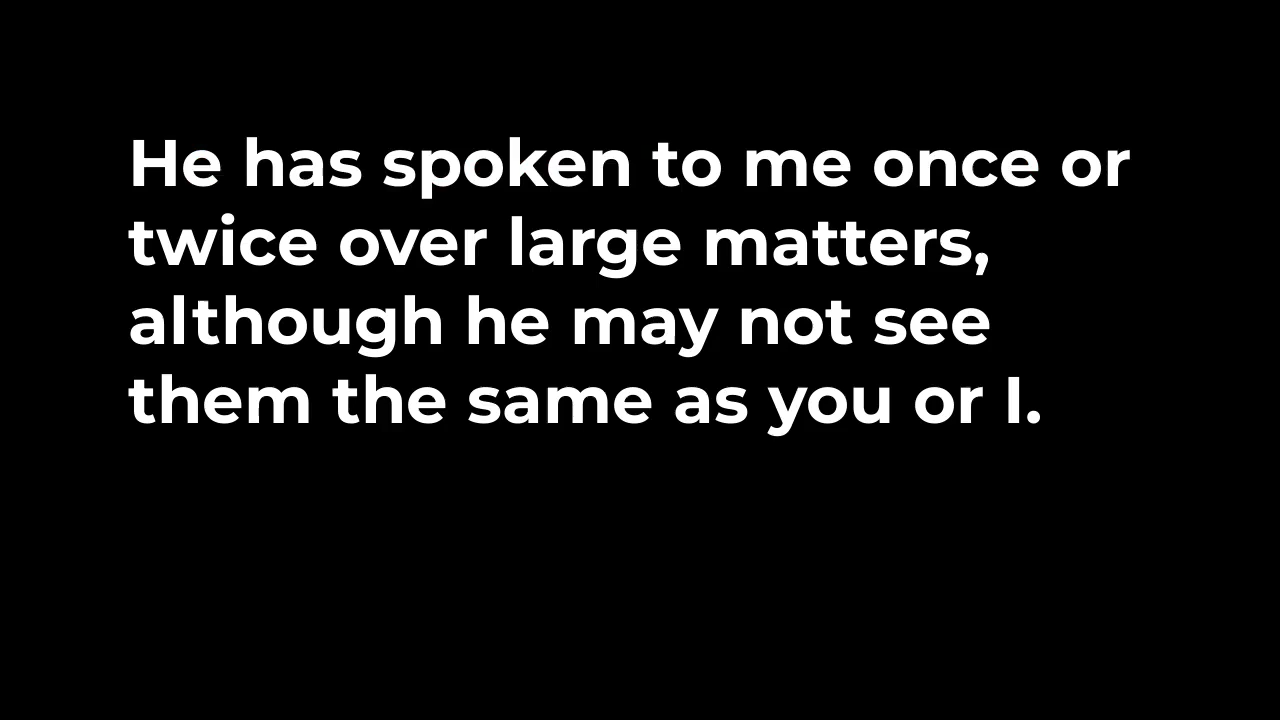 He has spoken to me once or
twice over large matters,
although he may not see
them the same as you or I.